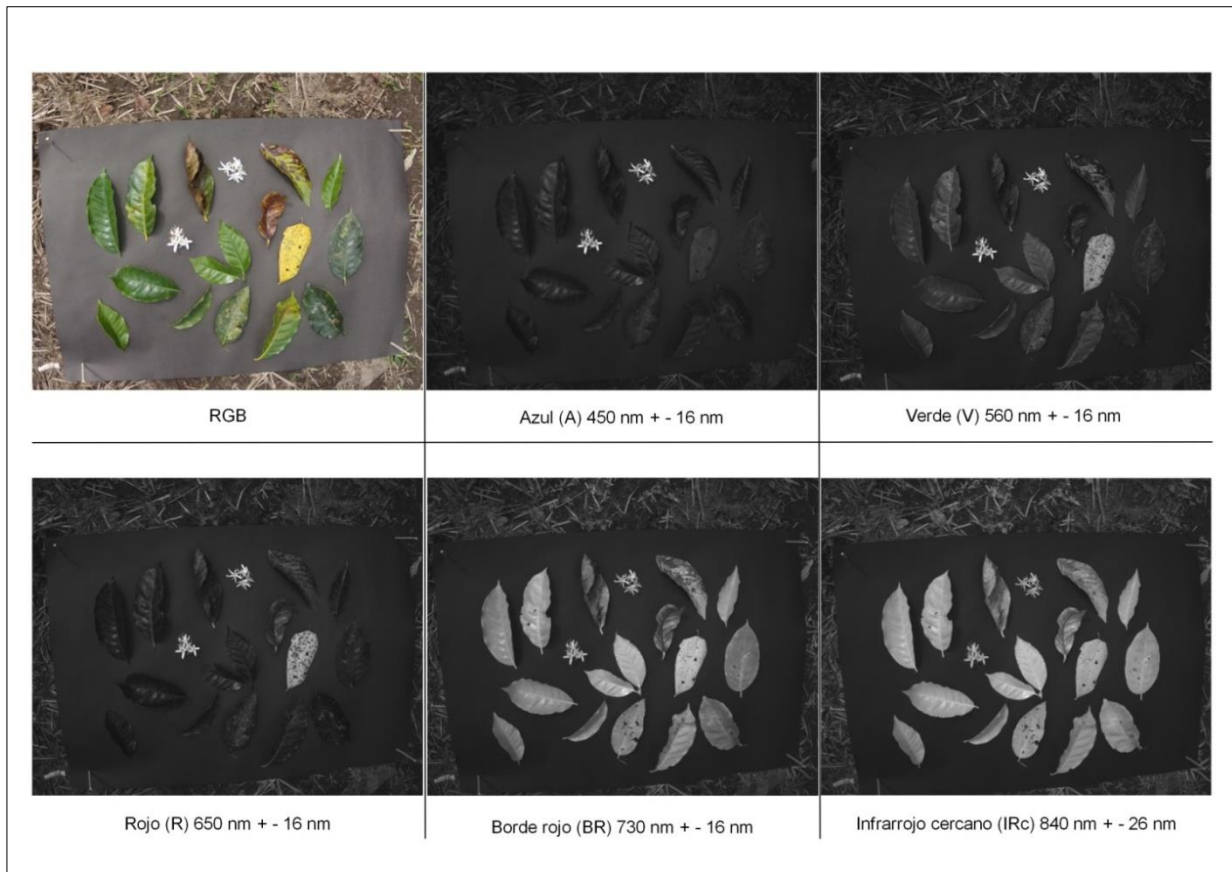 RGB
Azul (A) 450 nm + - 16 nm
Verde (V) 560 nm + - 16 nm
Rojo (R) 650 nm + - 16 nm
Borde rojo (BR) 730 nm + - 16 nm
Infrarrojo cercano (IRc) 840 nm + - 26 nm